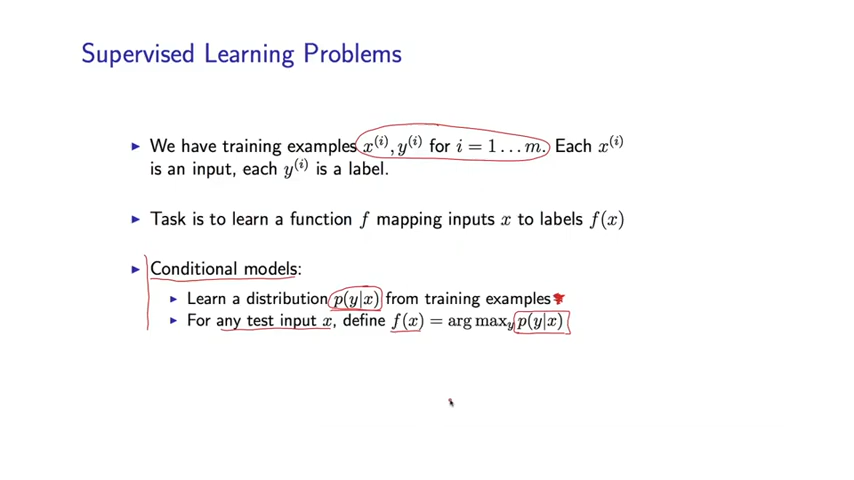 Supervised Learning Problems
▶ We have training examples x^(i), y^(i) for i = 1 . . . m. Each x^(i)
is an input, each y^(i) is a label.
▶ Task is to learn a function f mapping inputs x to labels f(x)
▶ Conditional models:
▶ Learn a distribution p(y|x) from training examples
▶ For any test input x, define f(x) = arg max_y p(y|x)